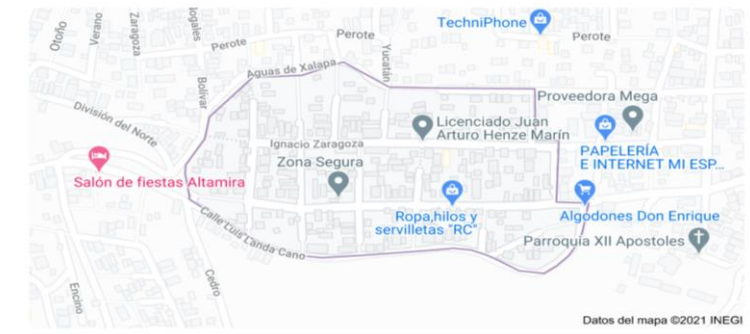 TechniPhone
Otoño
Verano
Zaragoza
Perote
Perote
Perote
Yucatán
Aguas de Xalapa
Bolívar
Proveedora Mega
División del Norte
Licenciado Juan
Arturo Henze Marín
Ignacio Zaragoza
PAPELERÍA
E INTERNET MI ESP...
Zona Segura
Salón de fiestas Altamira
Ropa,hilos y
servilletas "RC"
Algodones Don Enrique
Calle Luis Landa Cano
Parroquia XII Apostoles
Cedro
Encino
Datos del mapa ©2021 INEGI